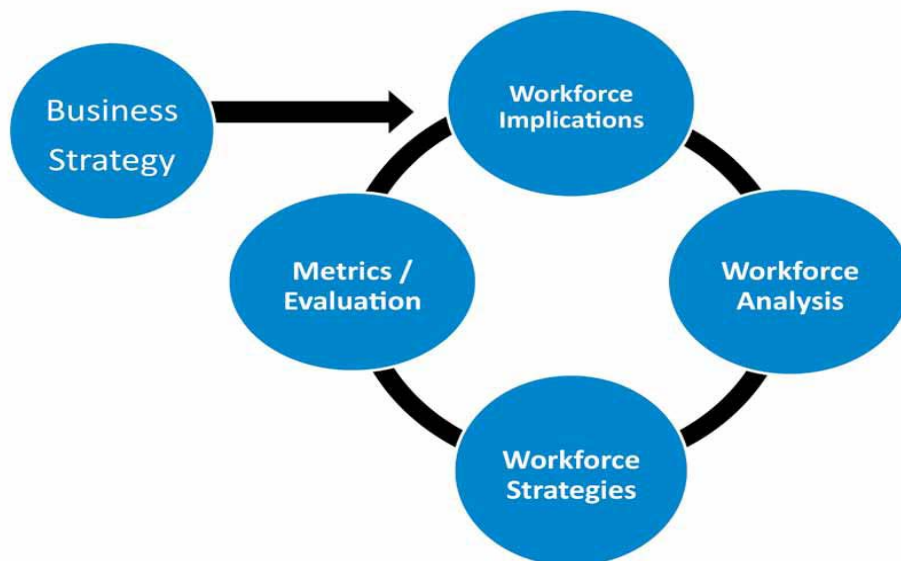 Business
Strategy
Workforce
Implications
Workforce
Analysis
Workforce
Strategies
Metrics /
Evaluation